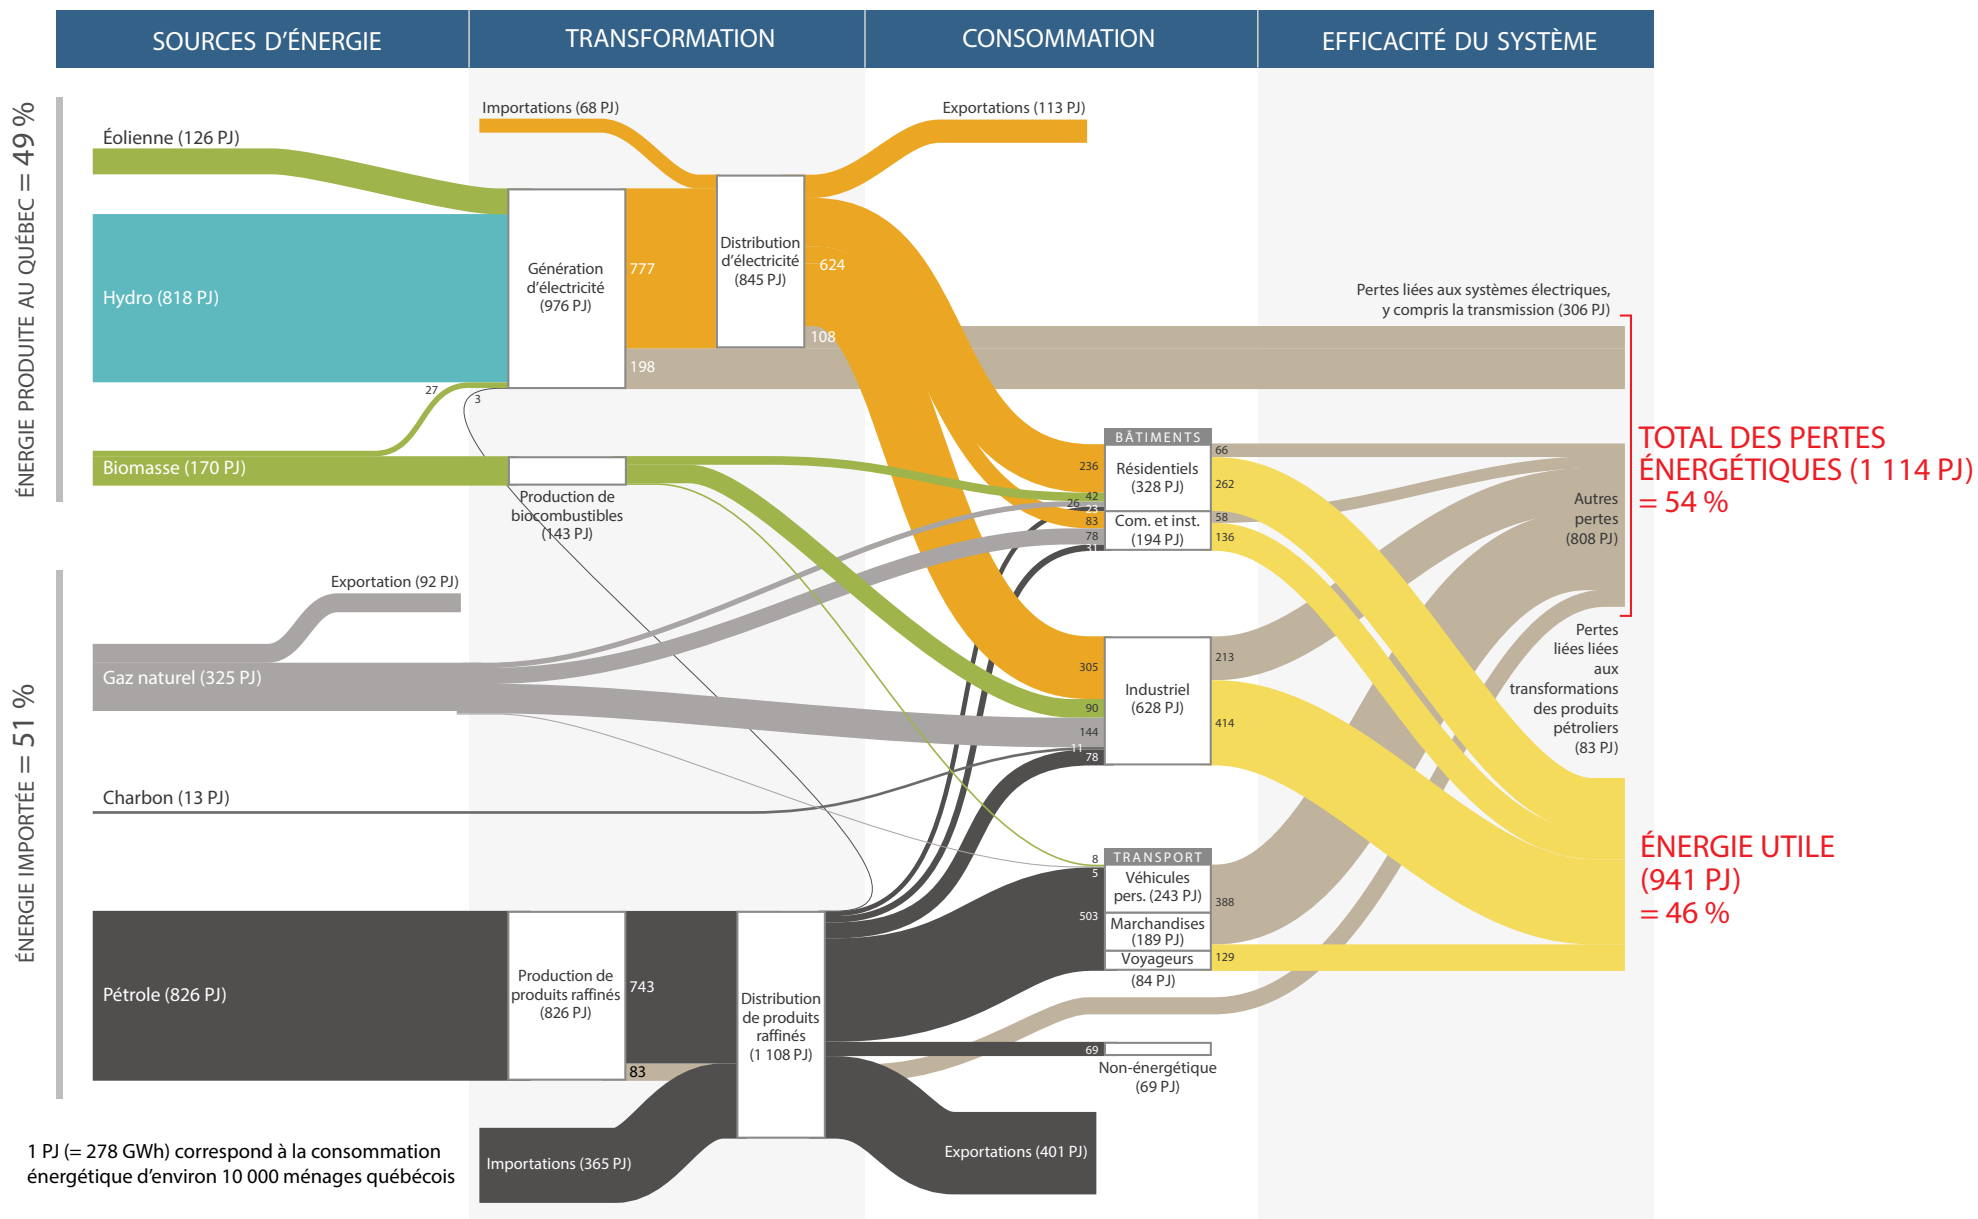 SOURCES D'ÉNERGIE
TRANSFORMATION
CONSOMMATION
EFFICACITÉ DU SYSTÈME
ÉNERGIE PRODUITE AU QUÉBEC = 49 %
ÉNERGIE IMPORTÉE = 51 %
Éolienne (126 PJ)
Hydro (818 PJ)
27
Biomasse (170 PJ)
Exportation (92 PJ)
Gaz naturel (325 PJ)
Charbon (13 PJ)
Pétrole (826 PJ)
1 PJ (= 278 GWh) correspond à la consommation
énergétique d'environ 10 000 ménages québécois
Importations (68 PJ)
Génération
d'électricité
(976 PJ)
777
198
3
Distribution
d'électricité
(845 PJ)
624
108
Production de
biocombustibles
(143 PJ)
Production de
produits raffinés
(826 PJ)
743
83
Distribution
de produits
raffinés
(1 108 PJ)
Importations (365 PJ)
Exportations (113 PJ)
BÂTIMENTS
236
42
26
23
Résidentiels
(328 PJ)
66
262
83
78
31
Com. et inst.
(194 PJ)
58
136
305
90
144
11
78
Industriel
(628 PJ)
213
414
TRANSPORT
8
5
503
Véhicules
pers. (243 PJ)
Marchandises
(189 PJ)
Voyageurs
(84 PJ)
388
129
69
Non-énergétique
(69 PJ)
Exportations (401 PJ)
Pertes liées aux systèmes électriques,
y compris la transmission (306 PJ)
Autres
pertes
(808 PJ)
Pertes
liées liées
aux
transformations
des produits
pétroliers
(83 PJ)
TOTAL DES PERTES
ÉNERGÉTIQUES (1 114 PJ)
= 54 %
ÉNERGIE UTILE
(941 PJ)
= 46 %